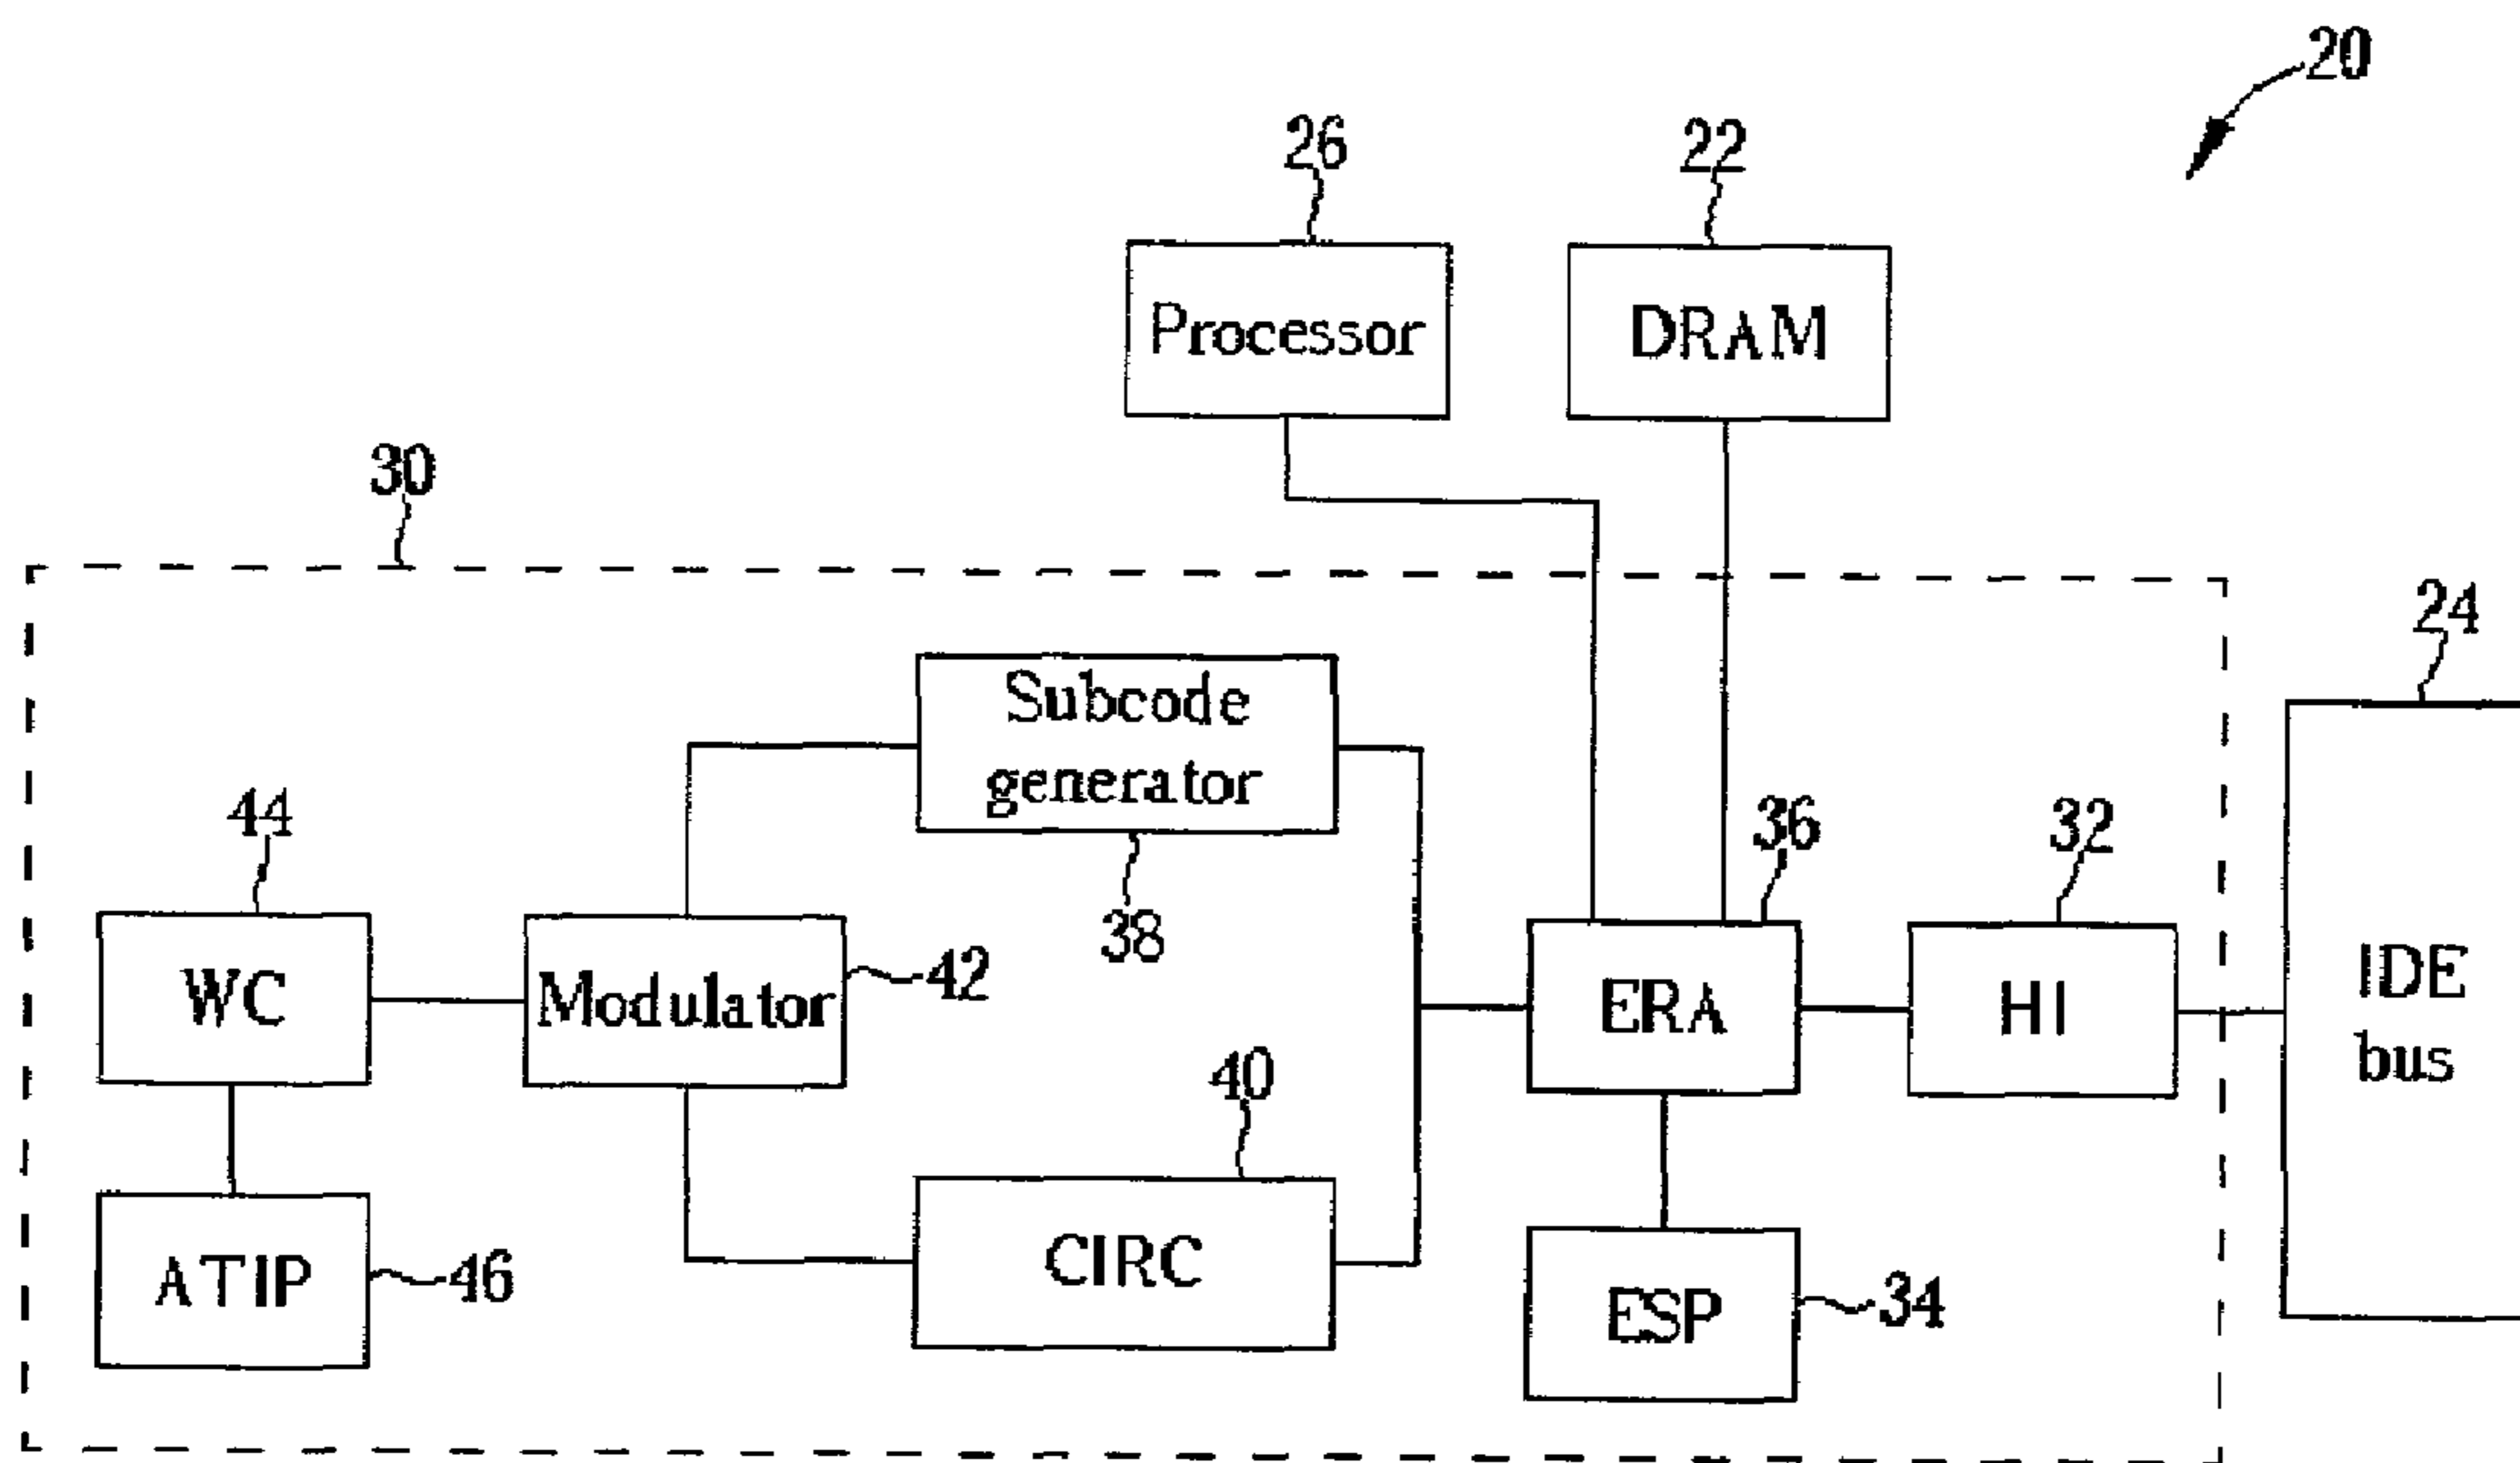 20
26
22
Processor
DRAM
30
24
Subcode
generator
44
36
32
38
WC
Modulator
42
ERA
HI
IDE
bus
40
ATIP
46
CIRC
ESP
34